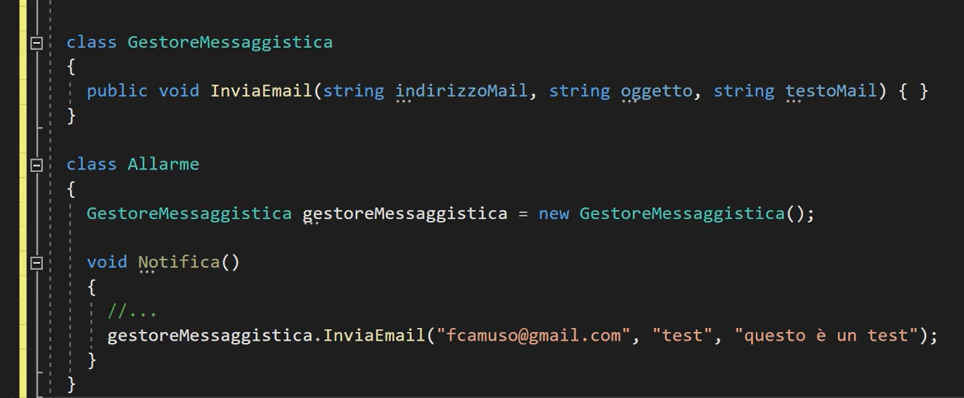 class GestoreMessaggistica
{
public void InviaEmail(string indirizzoMail, string oggetto, string testoMail) { }
}
class Allarme
{
GestoreMessaggistica gestoreMessaggistica = new GestoreMessaggistica();
void Notifica()
{
//...
gestoreMessaggistica.InviaEmail("fcamuso@gmail.com", "test", "questo è un test");
}
}